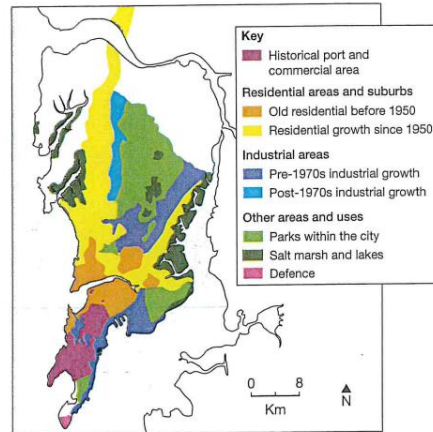 Key
Historical port and
commercial area
Residential areas and suburbs
Old residential before 1950
Residential growth since 1950
Industrial areas
Pre-1970s industrial growth
Post-1970s industrial growth
Other areas and uses
Parks within the city
Salt marsh and lakes
Defence
0 8
Km
N